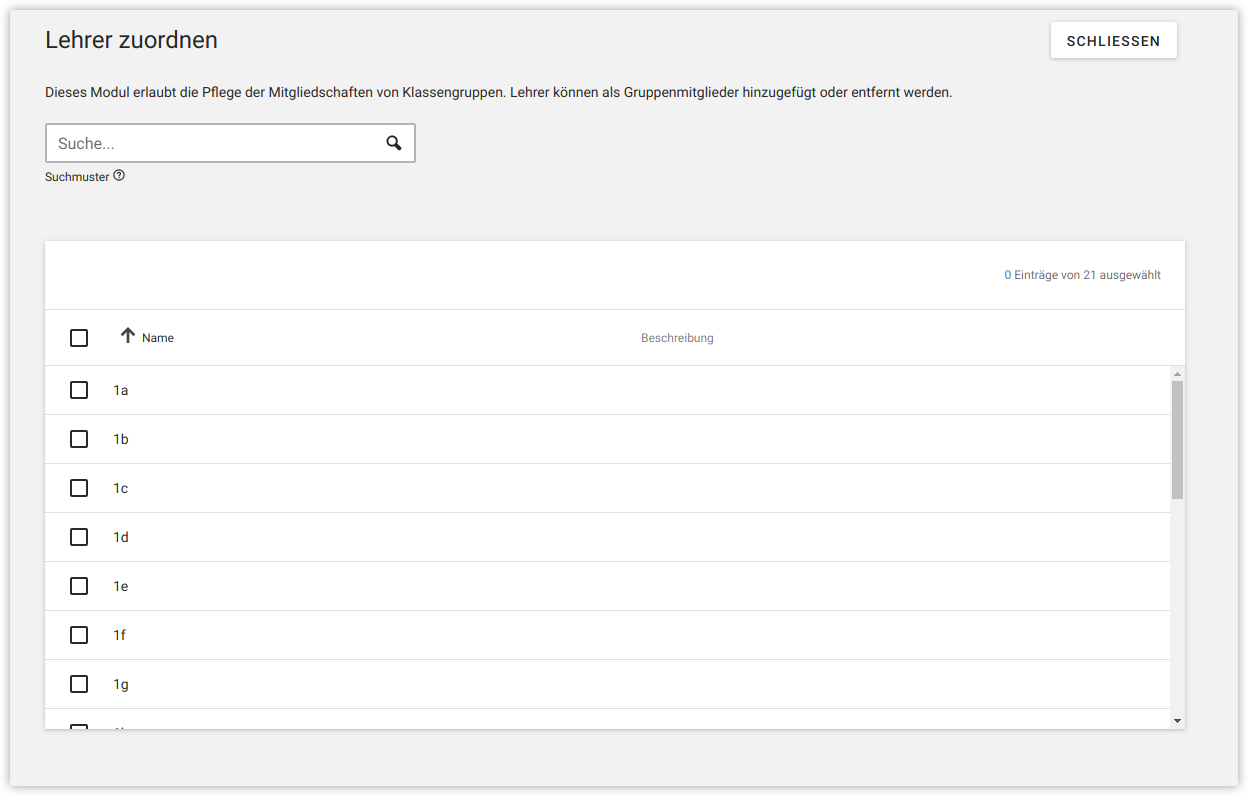 Lehrer zuordnen
SCHLIESSEN
Dieses Modul erlaubt die Pflege der Mitgliedschaften von Klassengruppen. Lehrer können als Gruppenmitglieder hinzugefügt oder entfernt werden.
Suche...
Suchmuster
0 Einträge von 21 ausgewählt
Name
Beschreibung
1a
1b
1c
1d
1e
1f
1g